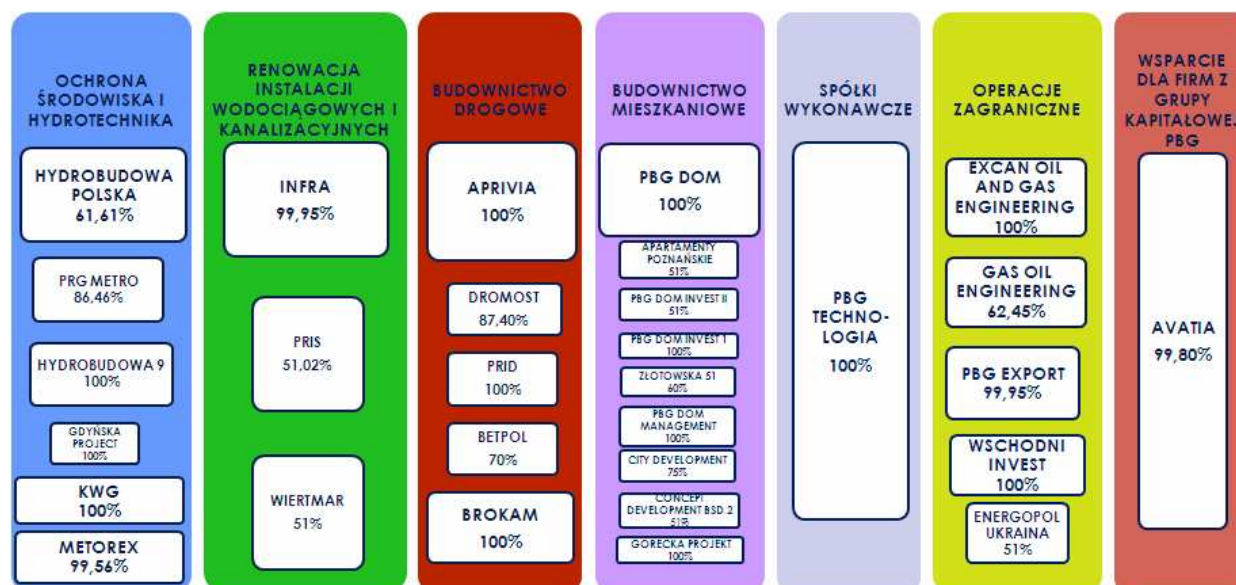 OCHRONA
ŚRODOWISKA I
HYDROTECHNIKA
HYDROBUDOWA
POLSKA
61,61%
PRG METRO
86,46%
HYDROBUDOWA 9
100%
GDYŃSKA
PROJECT
100%
KWG
100%
METOREX
99,56%
RENOWACJA
INSTALACJI
WODOCIĄGOWYCH I
KANALIZACYJNYCH
INFRA
99,95%
PRIS
51,02%
WIERTMAR
51%
BUDOWNICTWO
DROGOWE
APRIVIA
100%
DROMOST
87,40%
PRID
100%
BETPOL
70%
BROKAM
100%
BUDOWNICTWO
MIESZKANIOWE
PBG DOM
100%
APARTAMENTY
POZNAŃSKIE
51%
PBG DOM INVEST II
51%
PBG DOM INVEST 1
100%
ZŁOTOWSKA 51
60%
PBG DOM
MANAGEMENT
100%
CITY DEVELOPMENT
75%
CONCEPT
DEVELOPMENT BSD 2
51%
GÓRECKA PROJEKT
100%
SPÓŁKI
WYKONAWCZE
PBG
TECHNO-
LOGIA
100%
OPERACJE
ZAGRANICZNE
EXCAN OIL
AND GAS
ENGINEERING
100%
GAS OIL
ENGINEERING
62,45%
PBG EXPORT
99,95%
WSCHODNI
INVEST
100%
ENERGOPOL
UKRAINA
51%
WSPARCIE
DLA FIRM Z
GRUPY
KAPITAŁOWEJ
PBG
AVATIA
99,80%